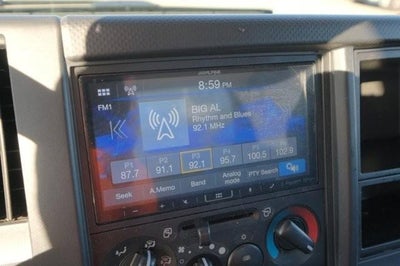 ALPINE
8:59 PM
FM1
BIG AL
Rhythm and Blues
92.1 MHz
P1 P2 P3 P4 P5 P6
87.7 91.1 92.1 95.7 100.5 102.9
Seek A.Memo Band Analog mode PTY Search